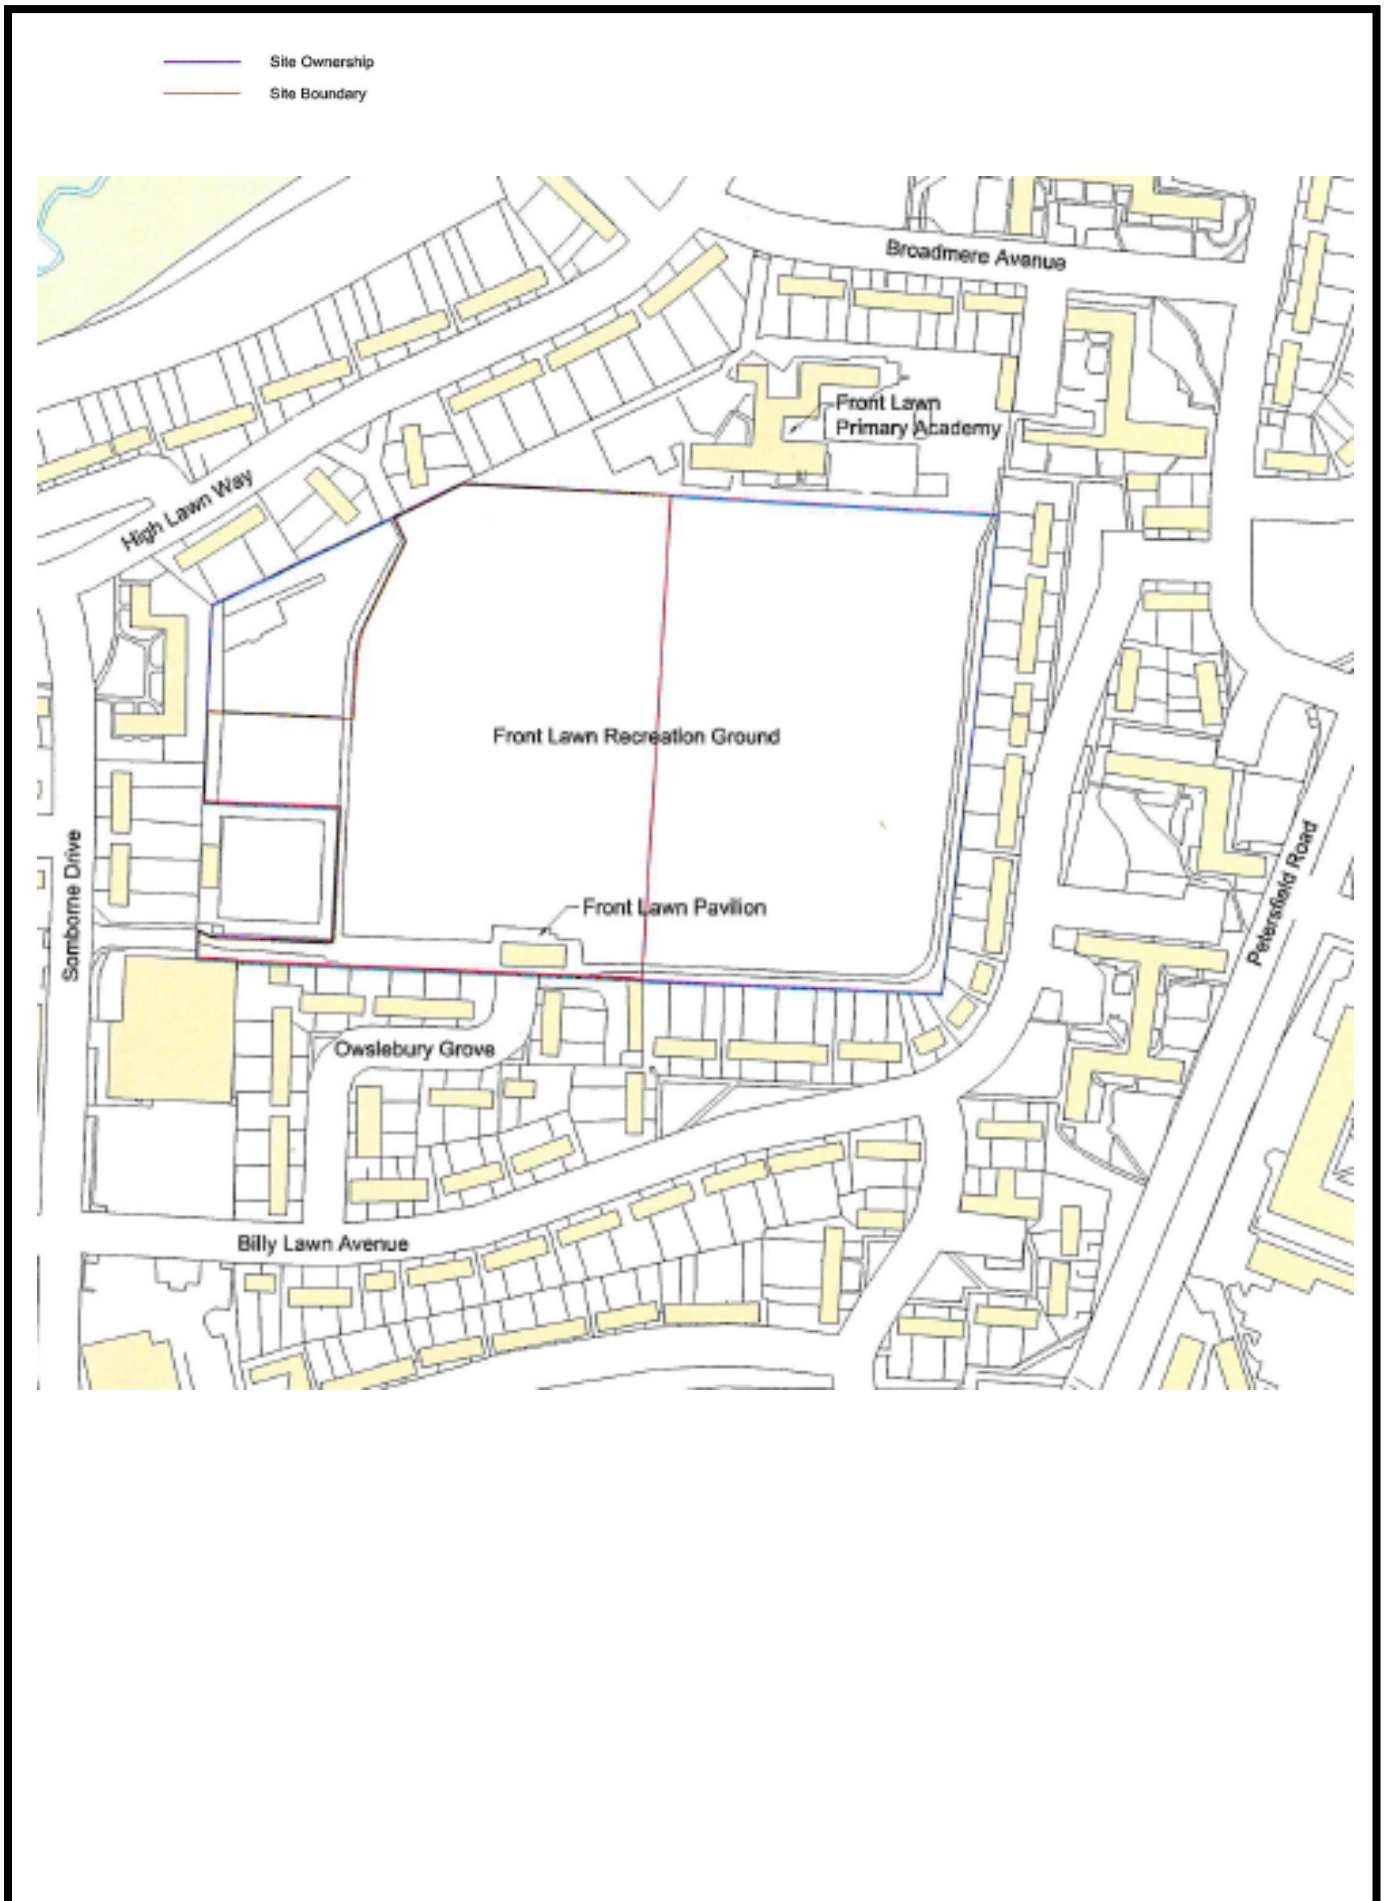 Site Ownership
Site Boundary
Broadmere Avenue
Front Lawn
Primary Academy
High Lawn Way
Front Lawn Recreation Ground
Somborne Drive
Petersfield Road
Front Lawn Pavilion
Owslebury Grove
Billy Lawn Avenue